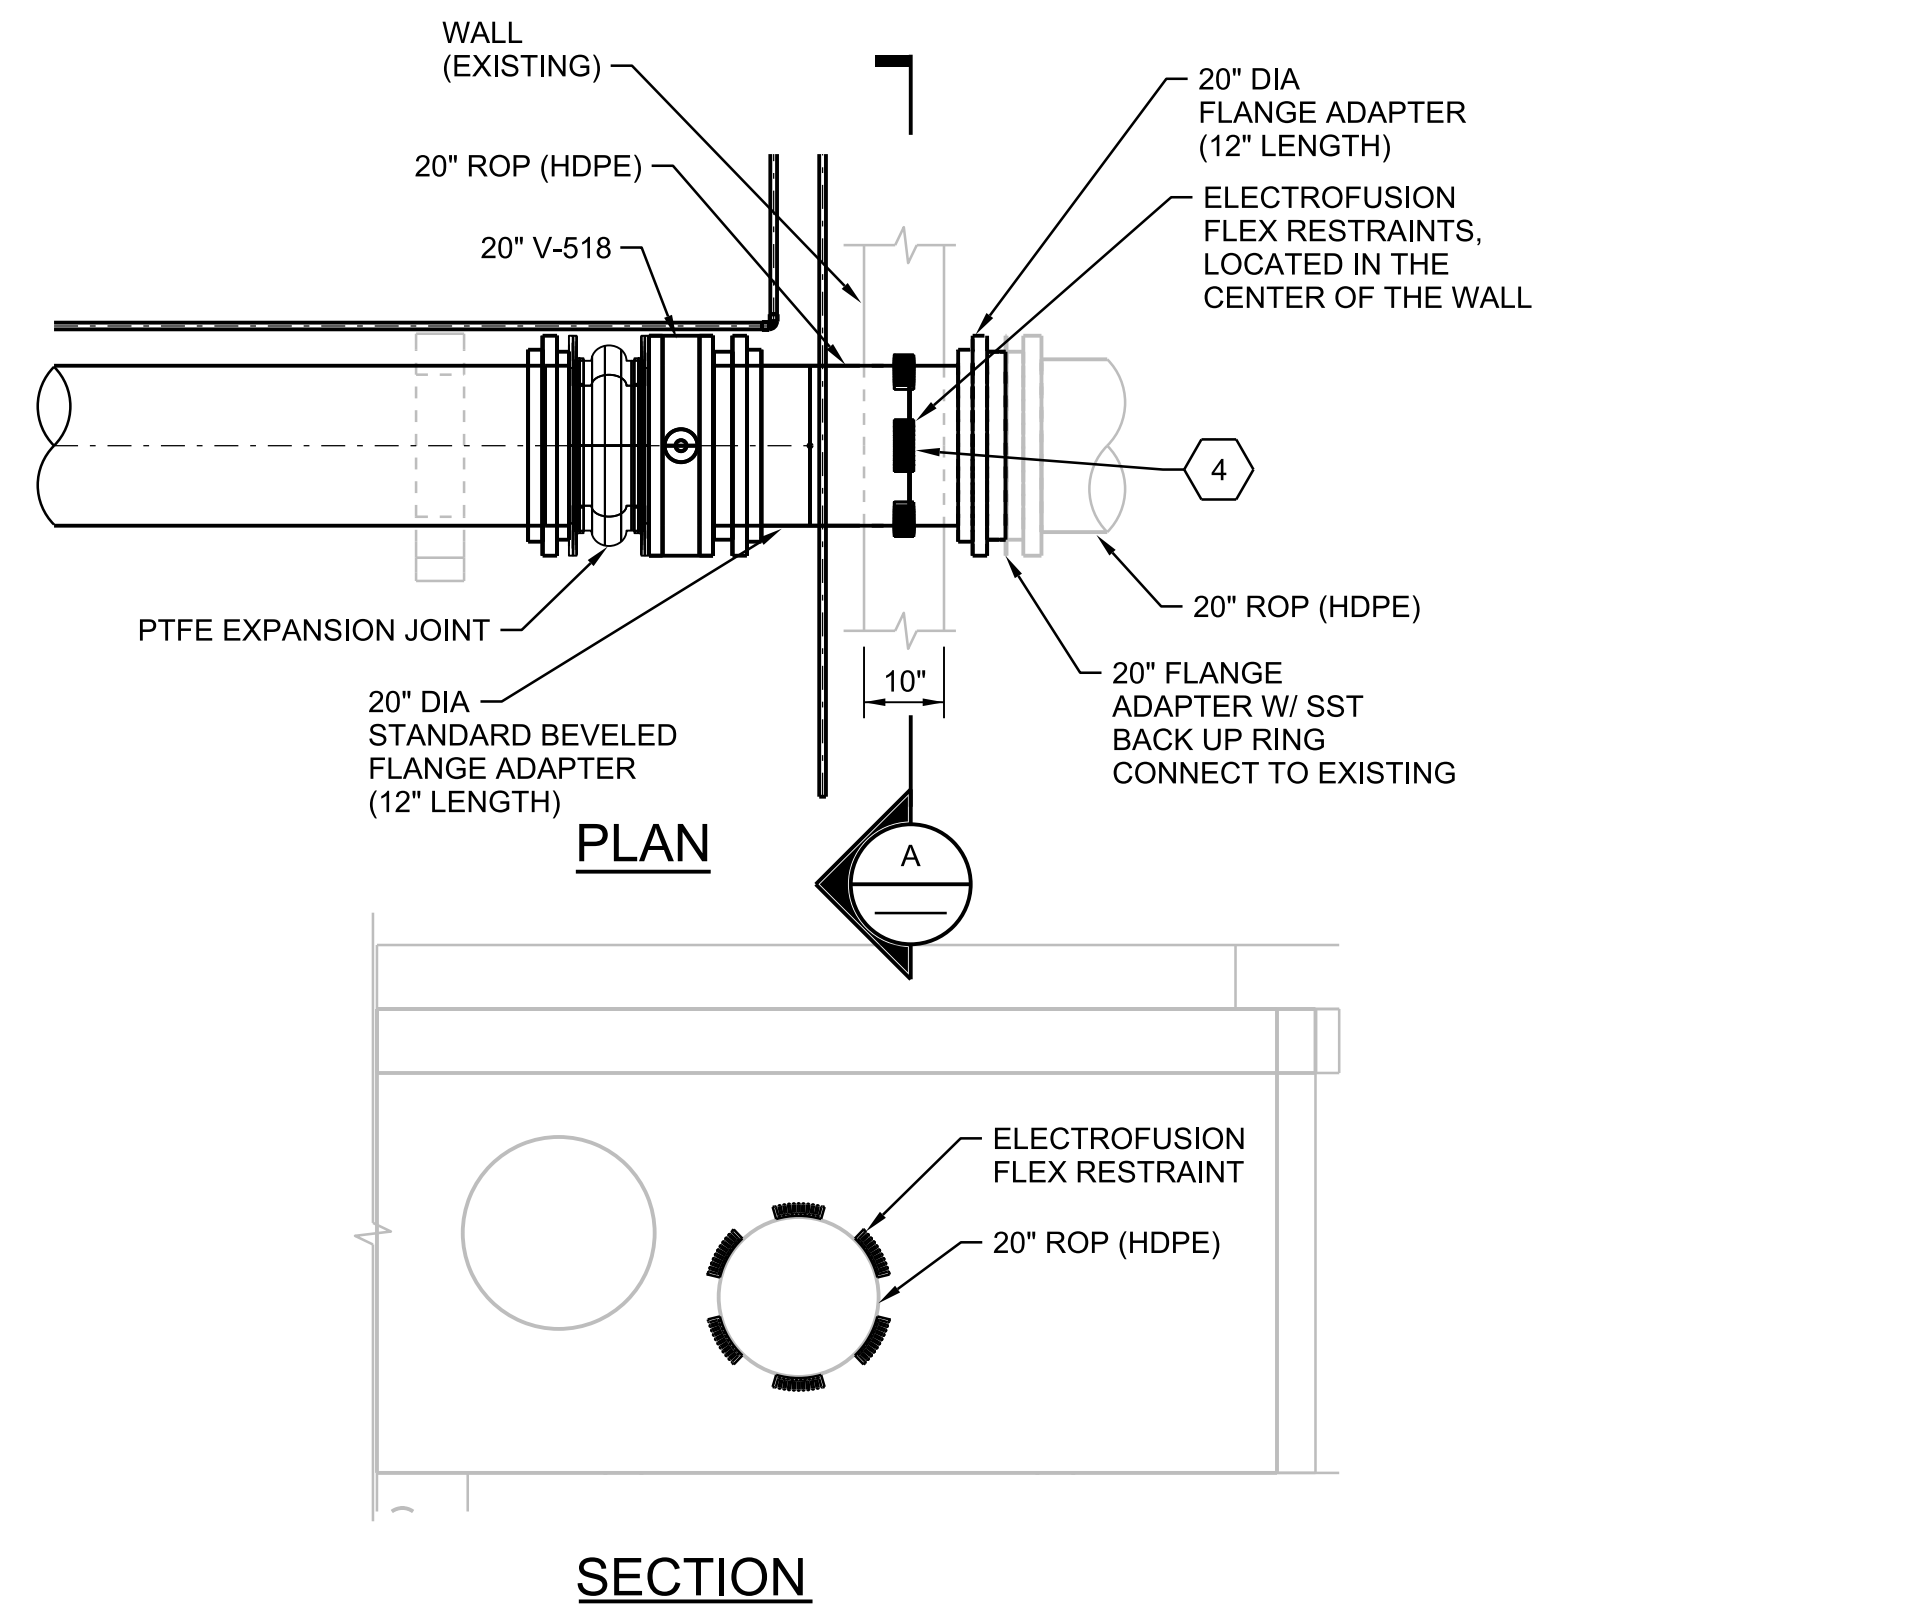 WALL
(EXISTING)
20" ROP (HDPE)
20" V-518
20" DIA
FLANGE ADAPTER
(12" LENGTH)
ELECTROFUSION
FLEX RESTRAINTS,
LOCATED IN THE
CENTER OF THE WALL
4
20" ROP (HDPE)
PTFE EXPANSION JOINT
20" DIA
STANDARD BEVELED
FLANGE ADAPTER
(12" LENGTH)
10"
20" FLANGE
ADAPTER W/ SST
BACK UP RING
CONNECT TO EXISTING
PLAN
A
ELECTROFUSION
FLEX RESTRAINT
20" ROP (HDPE)
SECTION